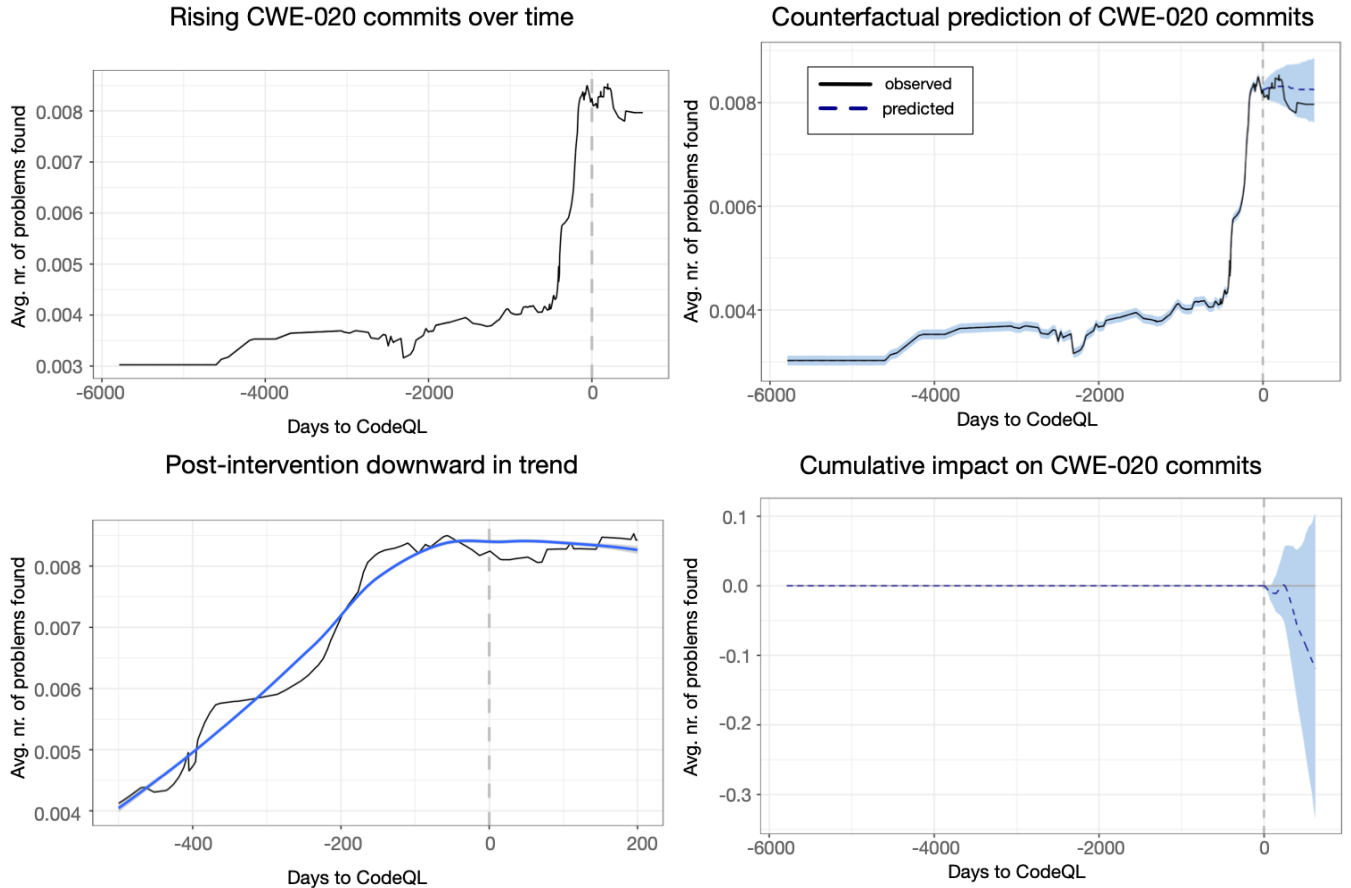 Rising CWE-020 commits over time
Avg. nr. of problems found
0.008
0.007
0.006
0.005
0.004
0.003
-6000 -4000 -2000 0
Days to CodeQL
Counterfactual prediction of CWE-020 commits
observed
predicted
Avg. nr. of problems found
0.008
0.006
0.004
-6000 -4000 -2000 0
Days to CodeQL
Post-intervention downward in trend
Avg. nr. of problems found
0.008
0.007
0.006
0.005
0.004
-400 -200 0 200
Days to CodeQL
Cumulative impact on CWE-020 commits
Avg. nr. of problems found
0.1
0.0
-0.1
-0.2
-0.3
-6000 -4000 -2000 0
Days to CodeQL